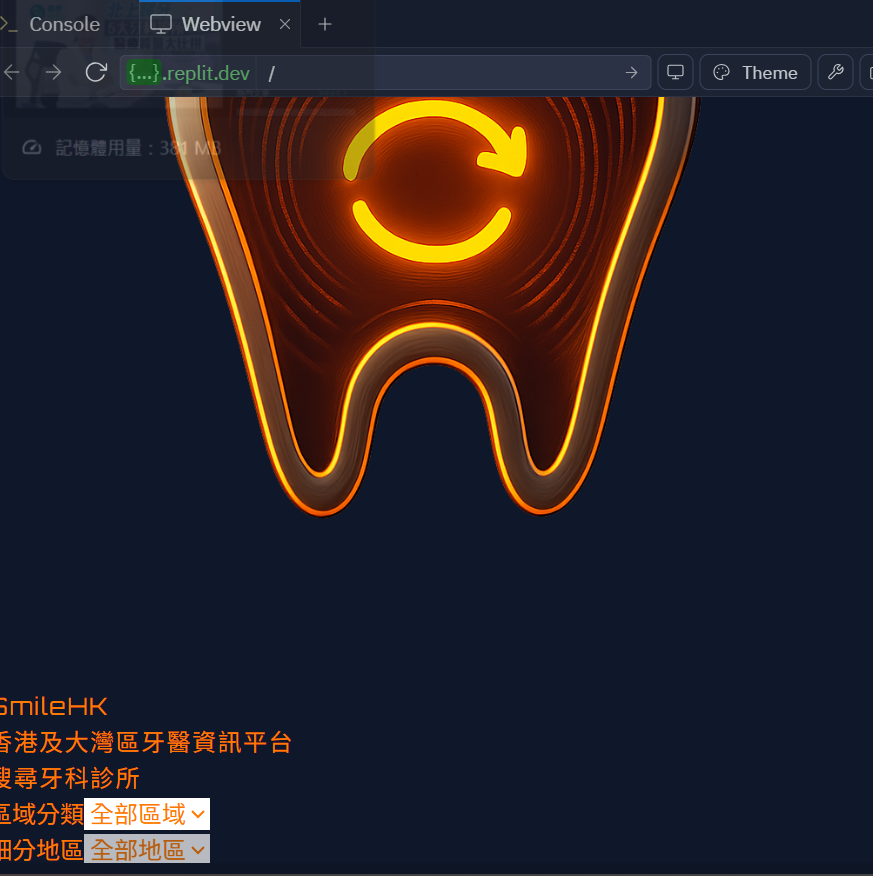 Console
Webview
{...}.replit.dev
/
Theme
記憶體用量：381 MB
SmileHK
香港及大灣區牙醫資訊平台
搜尋牙科診所
區域分類 全部區域
細分地區 全部地區